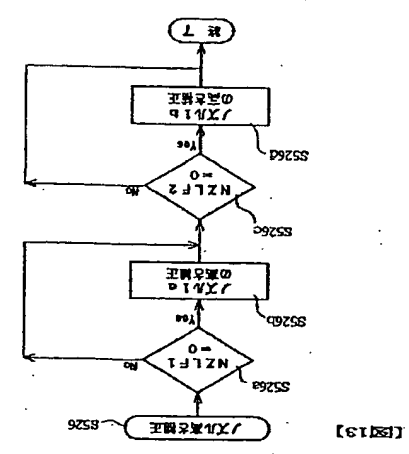 【図13】
ノズル高さ補正
S526
NZLF1
=0
S526a
No
Yes
ノズル1a
の高さ補正
S526b
NZLF2
=0
S526c
No
Yes
ノズル1b
の高さ補正
S526d
終 了